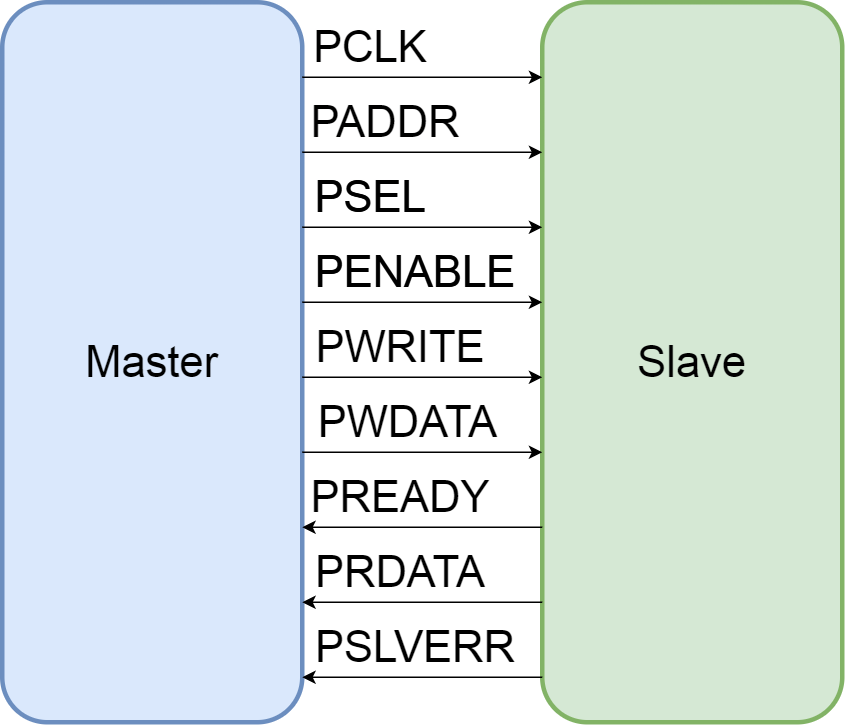 PCLK
PADDR
PSEL
PENABLE
Master
PWRITE
Slave
PWDATA
PREADY
PRDATA
PSLVERR